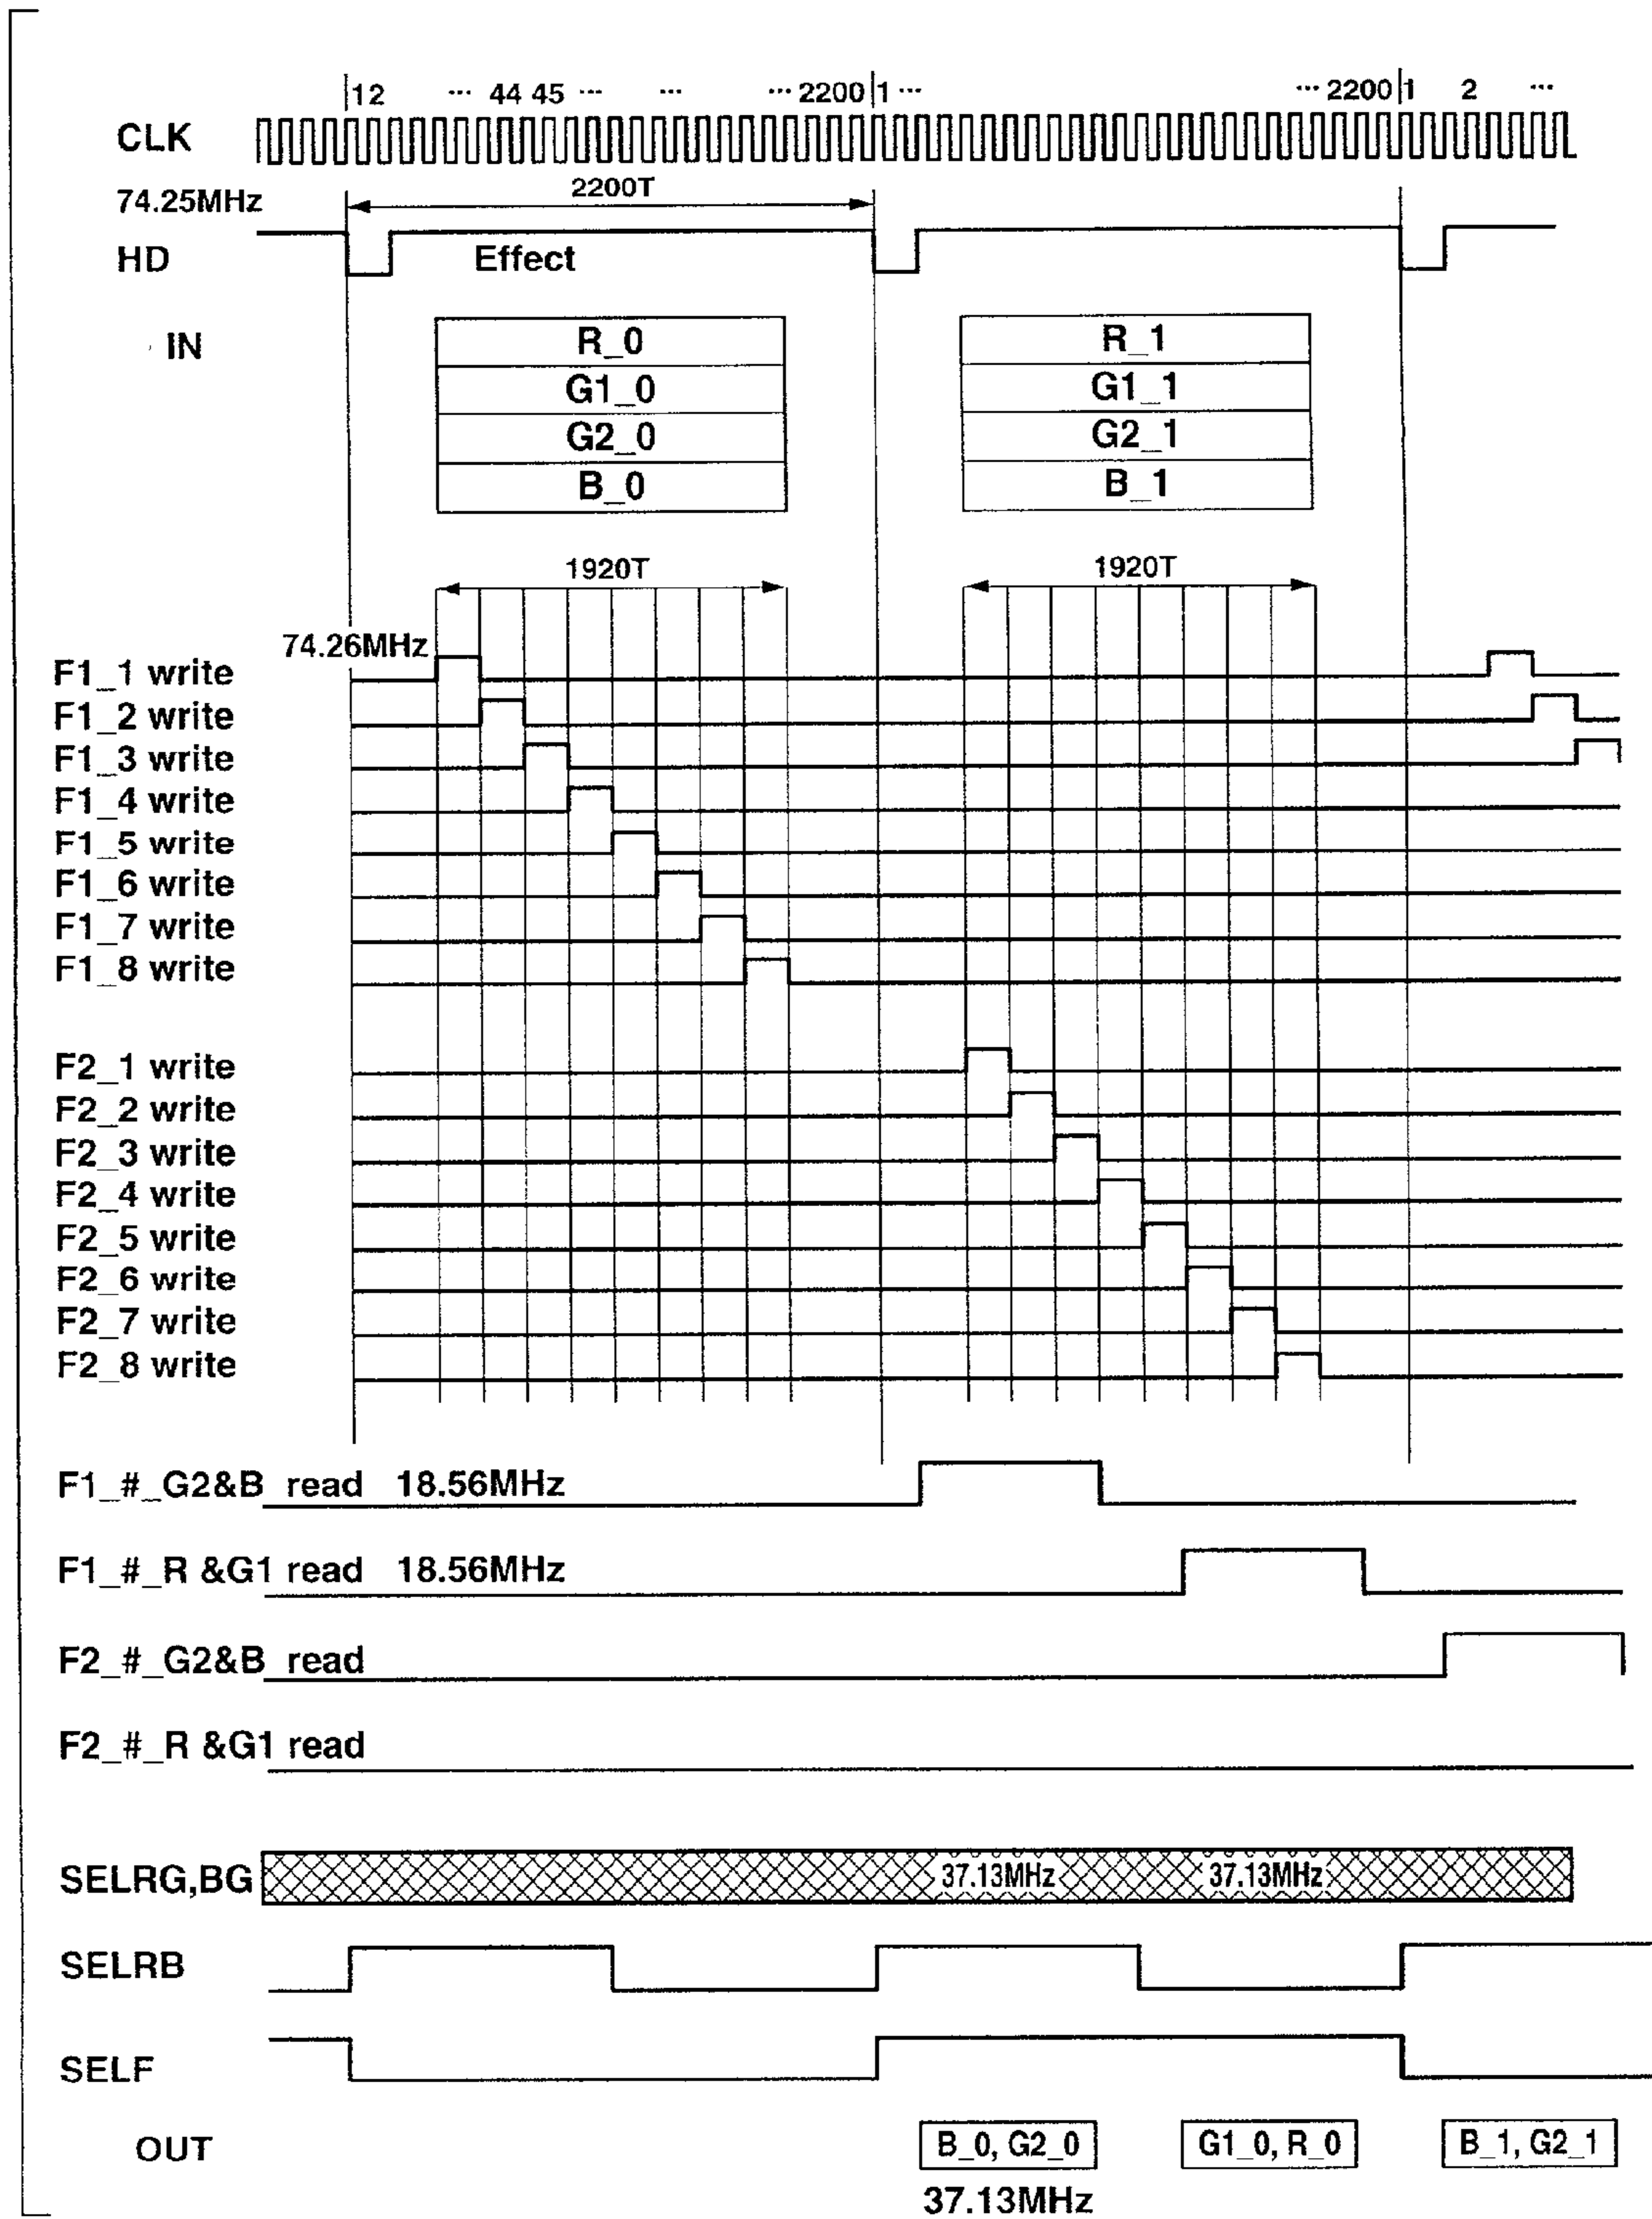 12 ... 44 45 ... ... ... 2200 1 ... ... 2200 1 2 ...
CLK
2200T
74.25MHz
HD Effect
IN
R_0 R_1
G1_0 G1_1
G2_0 G2_1
B_0 B_1
1920T 1920T
74.26MHz
F1_1 write
F1_2 write
F1_3 write
F1_4 write
F1_5 write
F1_6 write
F1_7 write
F1_8 write
F2_1 write
F2_2 write
F2_3 write
F2_4 write
F2_5 write
F2_6 write
F2_7 write
F2_8 write
F1_#_G2&B_read 18.56MHz
F1_#_R &G1 read 18.56MHz
F2_#_G2&B_read
F2_#_R &G1 read
SELRG,BG 37.13MHz 37.13MHz
SELRB
SELF
OUT B_0, G2_0 G1_0, R_0 B_1, G2_1
37.13MHz